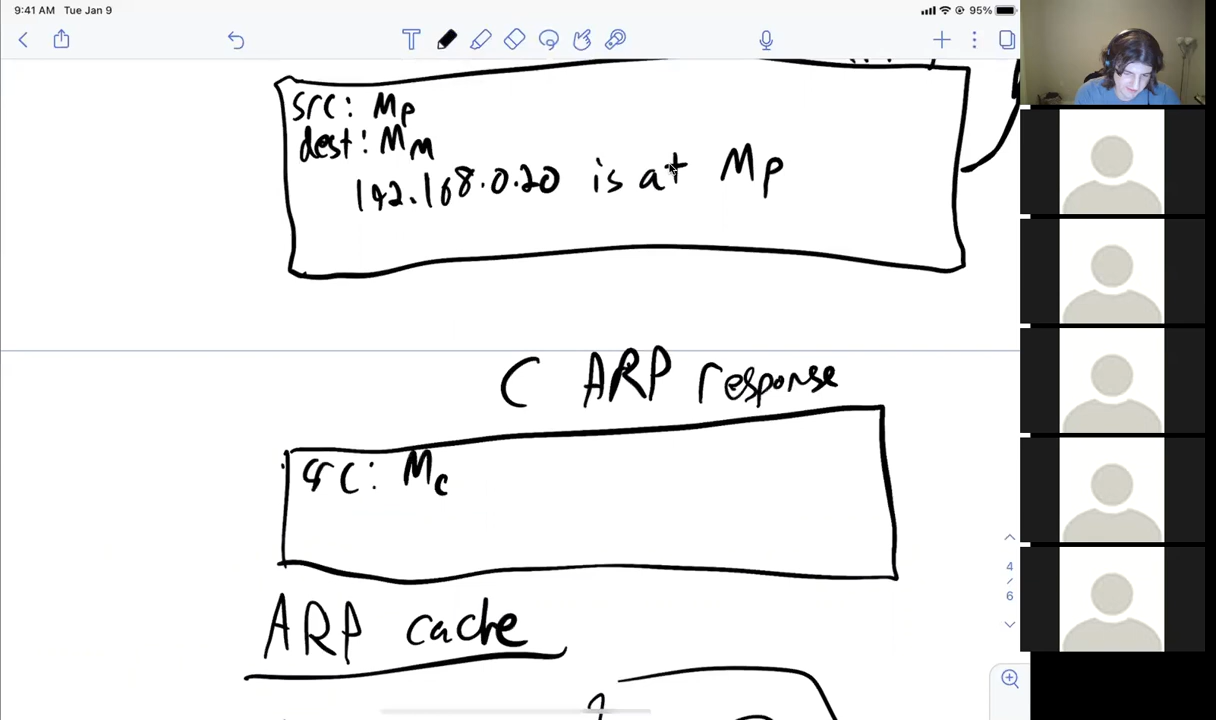 9:41 AM Tue Jan 9
95%
src: Mp
dest: MM
192.168.0.20 is at Mp
C ARP response
src: Mc
4
/
6
ARP cache